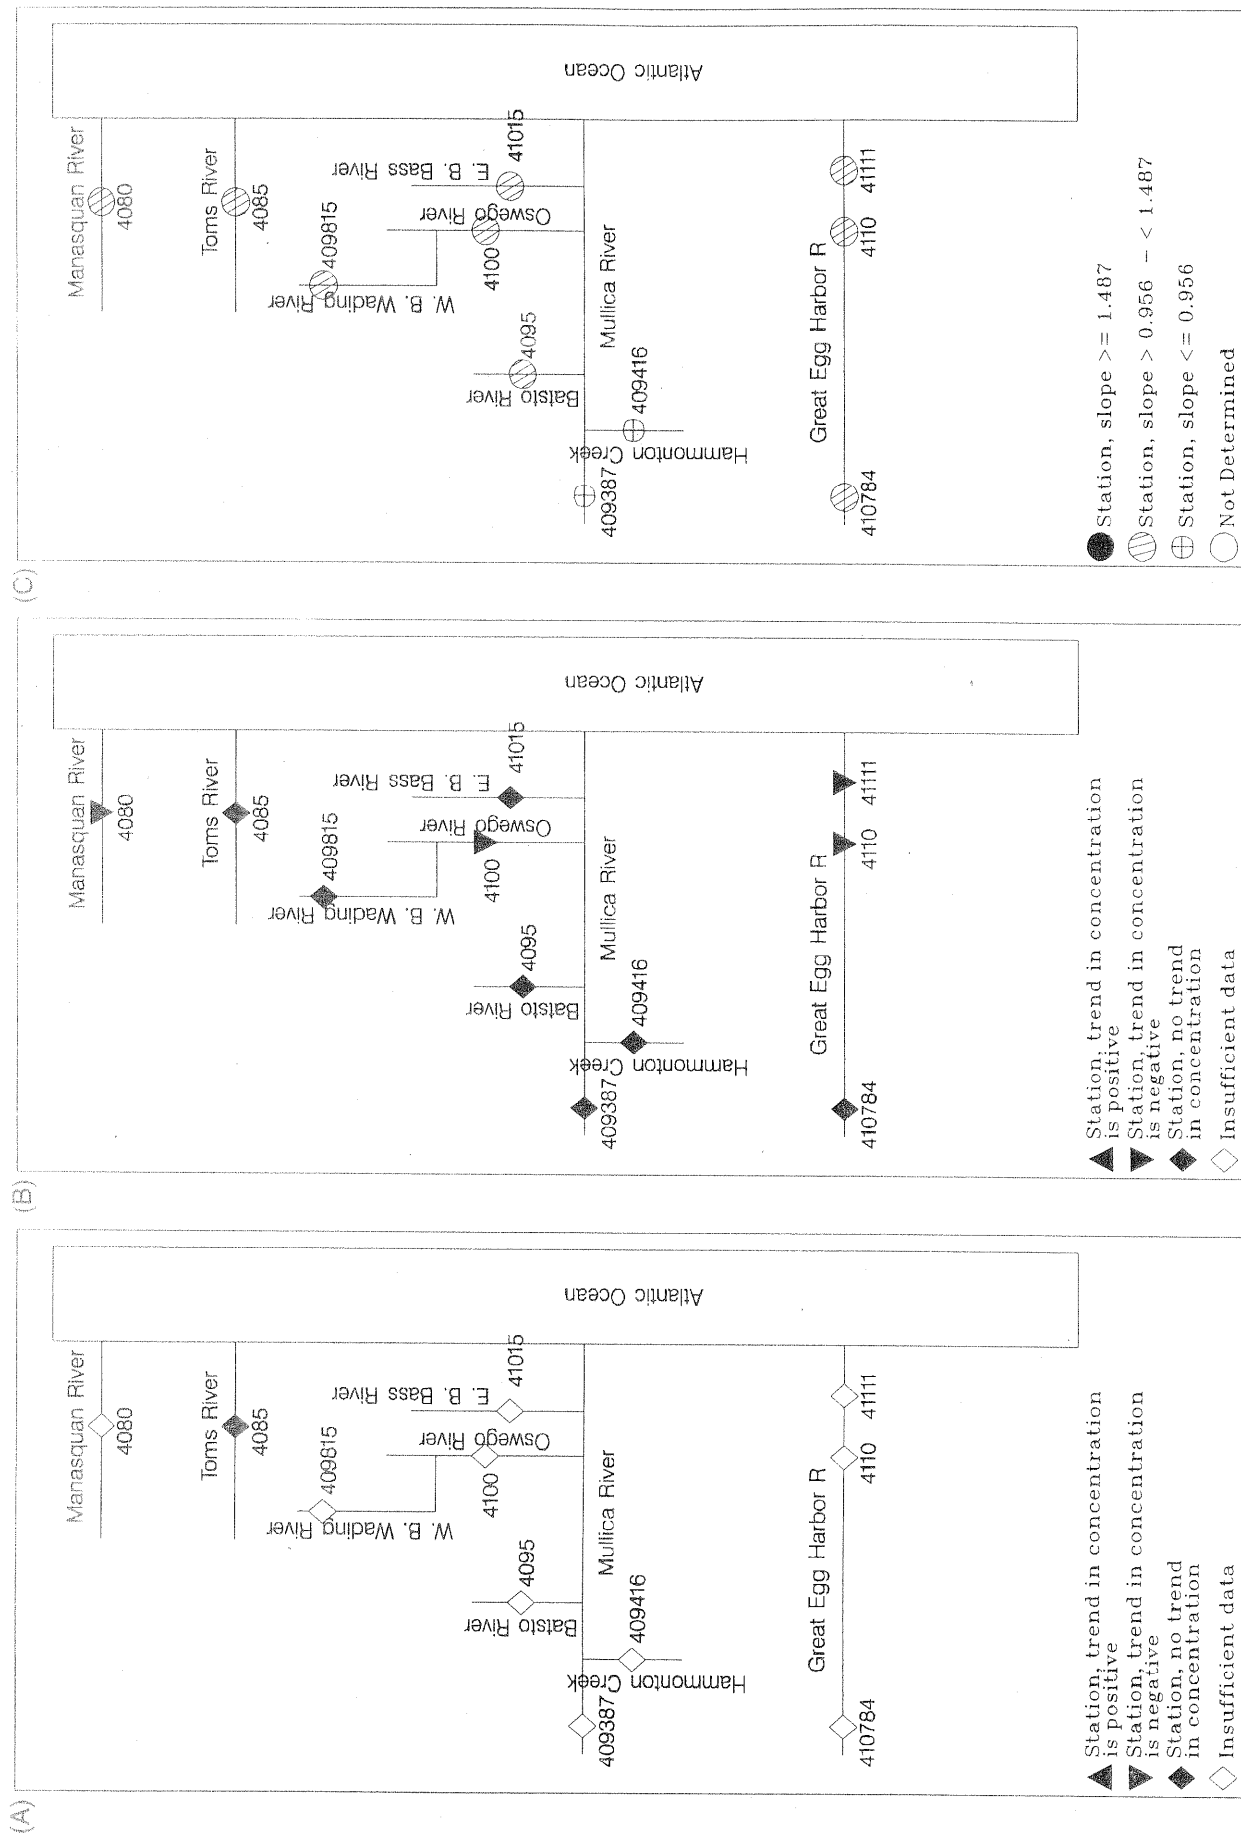 (A)
Manasquan River
4080
Toms River
4085
W. B. Wading River
409815
E. B. Bass River
41015
Oswego River
4100
Batsto River
4095
Mullica River
Hammonton Creek
409416
409387
Great Egg Harbor R
410784
4110
41111
Atlantic Ocean
Station, trend in concentration
is positive
Station, trend in concentration
is negative
Station, no trend
in concentration
Insufficient data
(B)
Manasquan River
4080
Toms River
4085
W. B. Wading River
409815
E. B. Bass River
41015
Oswego River
4100
Batsto River
4095
Mullica River
Hammonton Creek
409416
409387
Great Egg Harbor R
410784
4110
41111
Atlantic Ocean
Station, trend in concentration
is positive
Station, trend in concentration
is negative
Station, no trend
in concentration
Insufficient data
(C)
Manasquan River
4080
Toms River
4085
W. B. Wading River
409815
E. B. Bass River
41015
Oswego River
4100
Batsto River
4095
Mullica River
Hammonton Creek
409416
409387
Great Egg Harbor R
410784
4110
41111
Atlantic Ocean
Station, slope >= 1.487
Station, slope > 0.956 - < 1.487
Station, slope <= 0.956
Not Determined